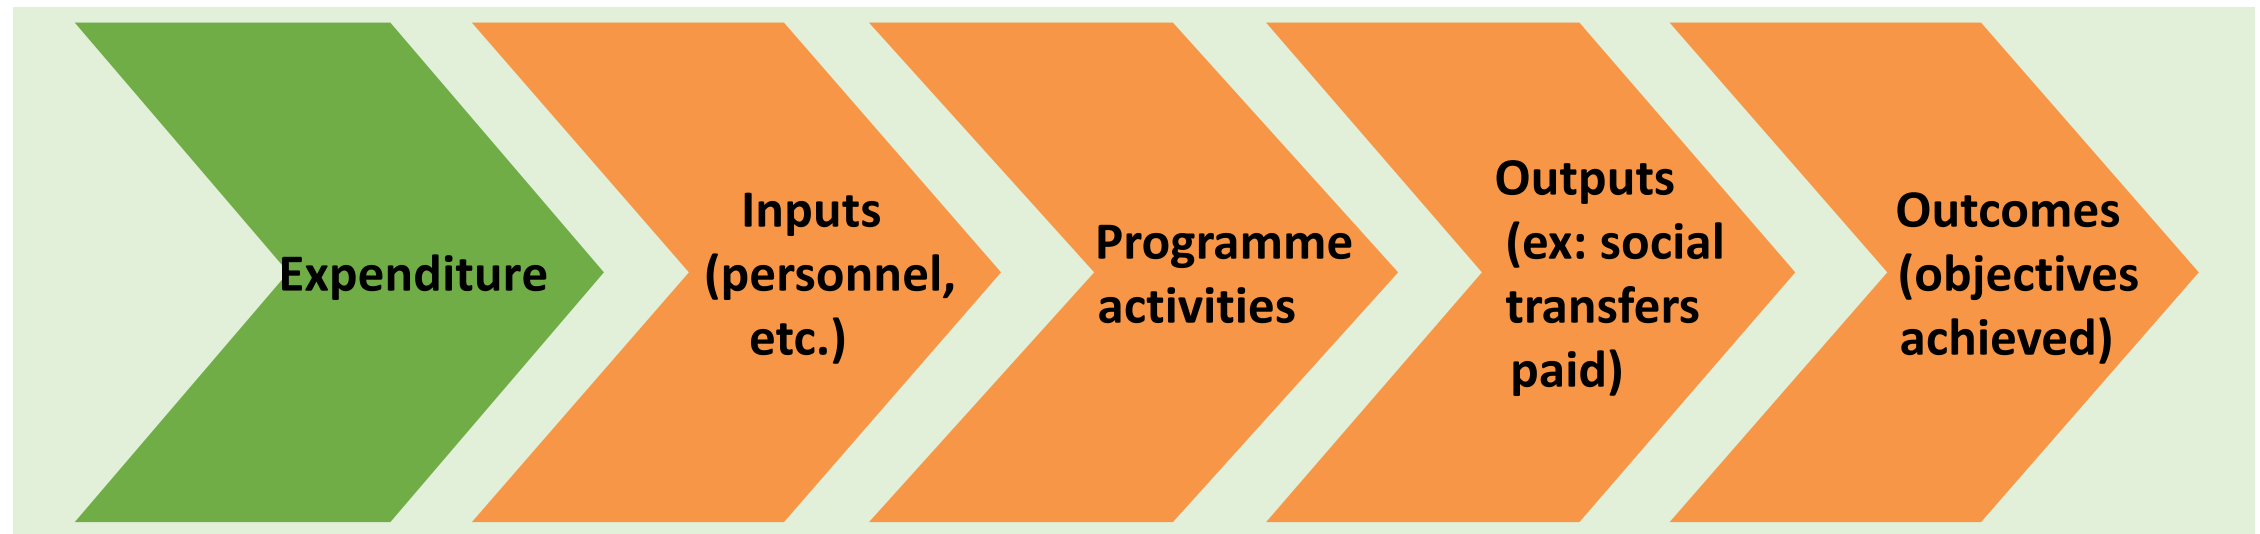 Expenditure
Inputs
(personnel,
etc.)
Programme
activities
Outputs
(ex: social
transfers
paid)
Outcomes
(objectives
achieved)